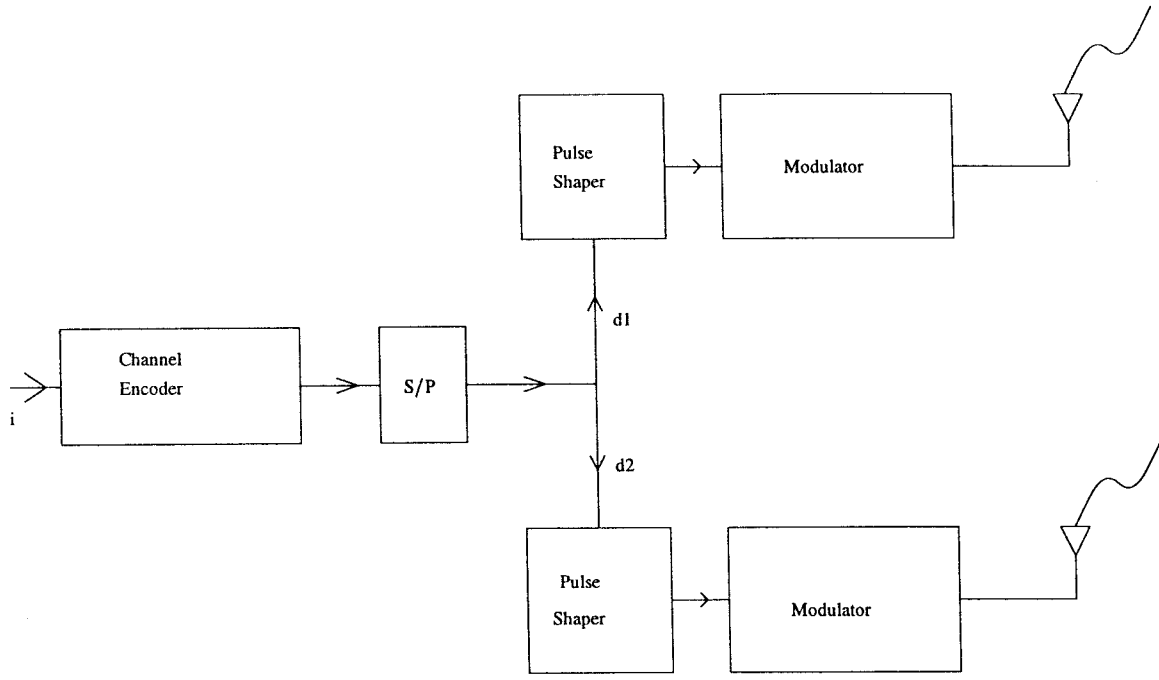 Pulse
Shaper
Modulator
d1
Channel
Encoder
S/P
i
d2
Pulse
Shaper
Modulator